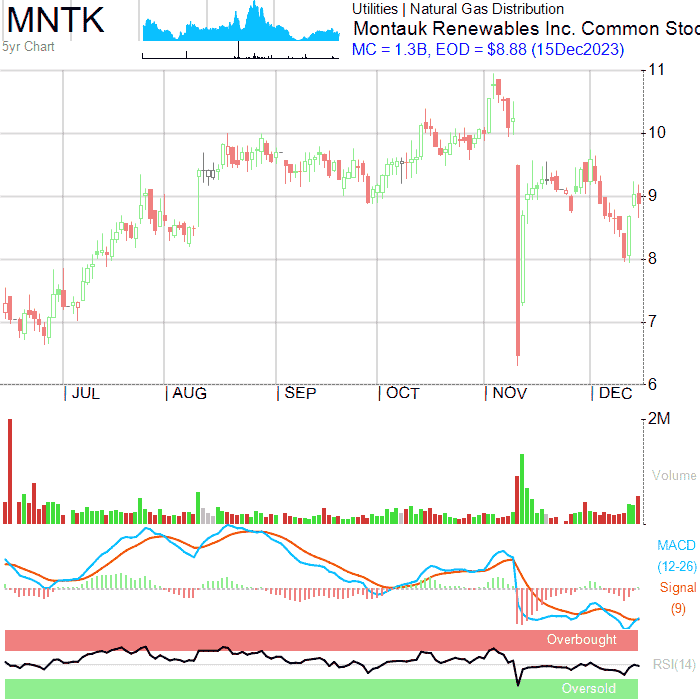 MNTK
5yr Chart
Utilities | Natural Gas Distribution
Montauk Renewables Inc. Common Stoc
MC = 1.3B, EOD = $8.88 (15Dec2023)
11
10
9
8
7
6
JUL AUG SEP OCT NOV DEC
2M
Volume
MACD
(12-26)
Signal
(9)
Overbought
RSI(14)
Oversold